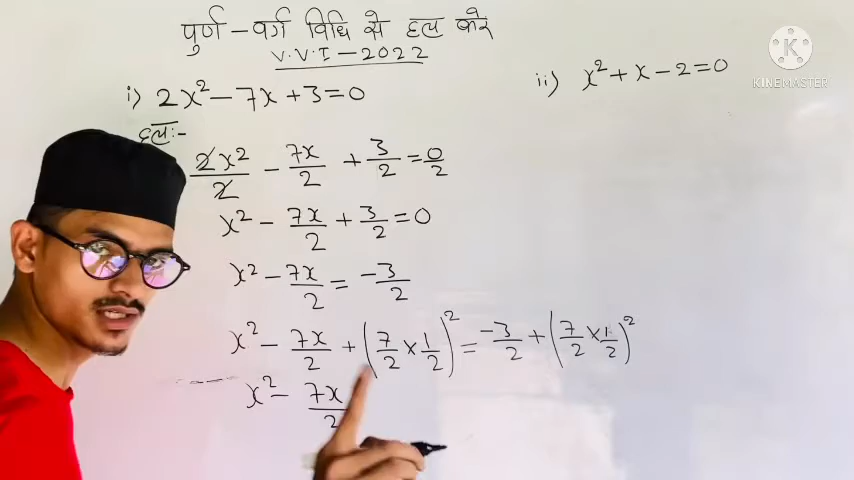 पुर्ण-वर्ग विधि से हल करें
V.V.I-2022
i) 2x²-7x+3=0
हल:-
2x²/2 - 7x/2 + 3/2 = 0/2
x² - 7x/2 + 3/2 = 0
x² - 7x/2 = -3/2
x² - 7x/2 + (7/2 × 1/2)² = -3/2 + (7/2 × 1/2)²
x² - 7x/2
ii) x²+x-2=0
K
KINEMASTER